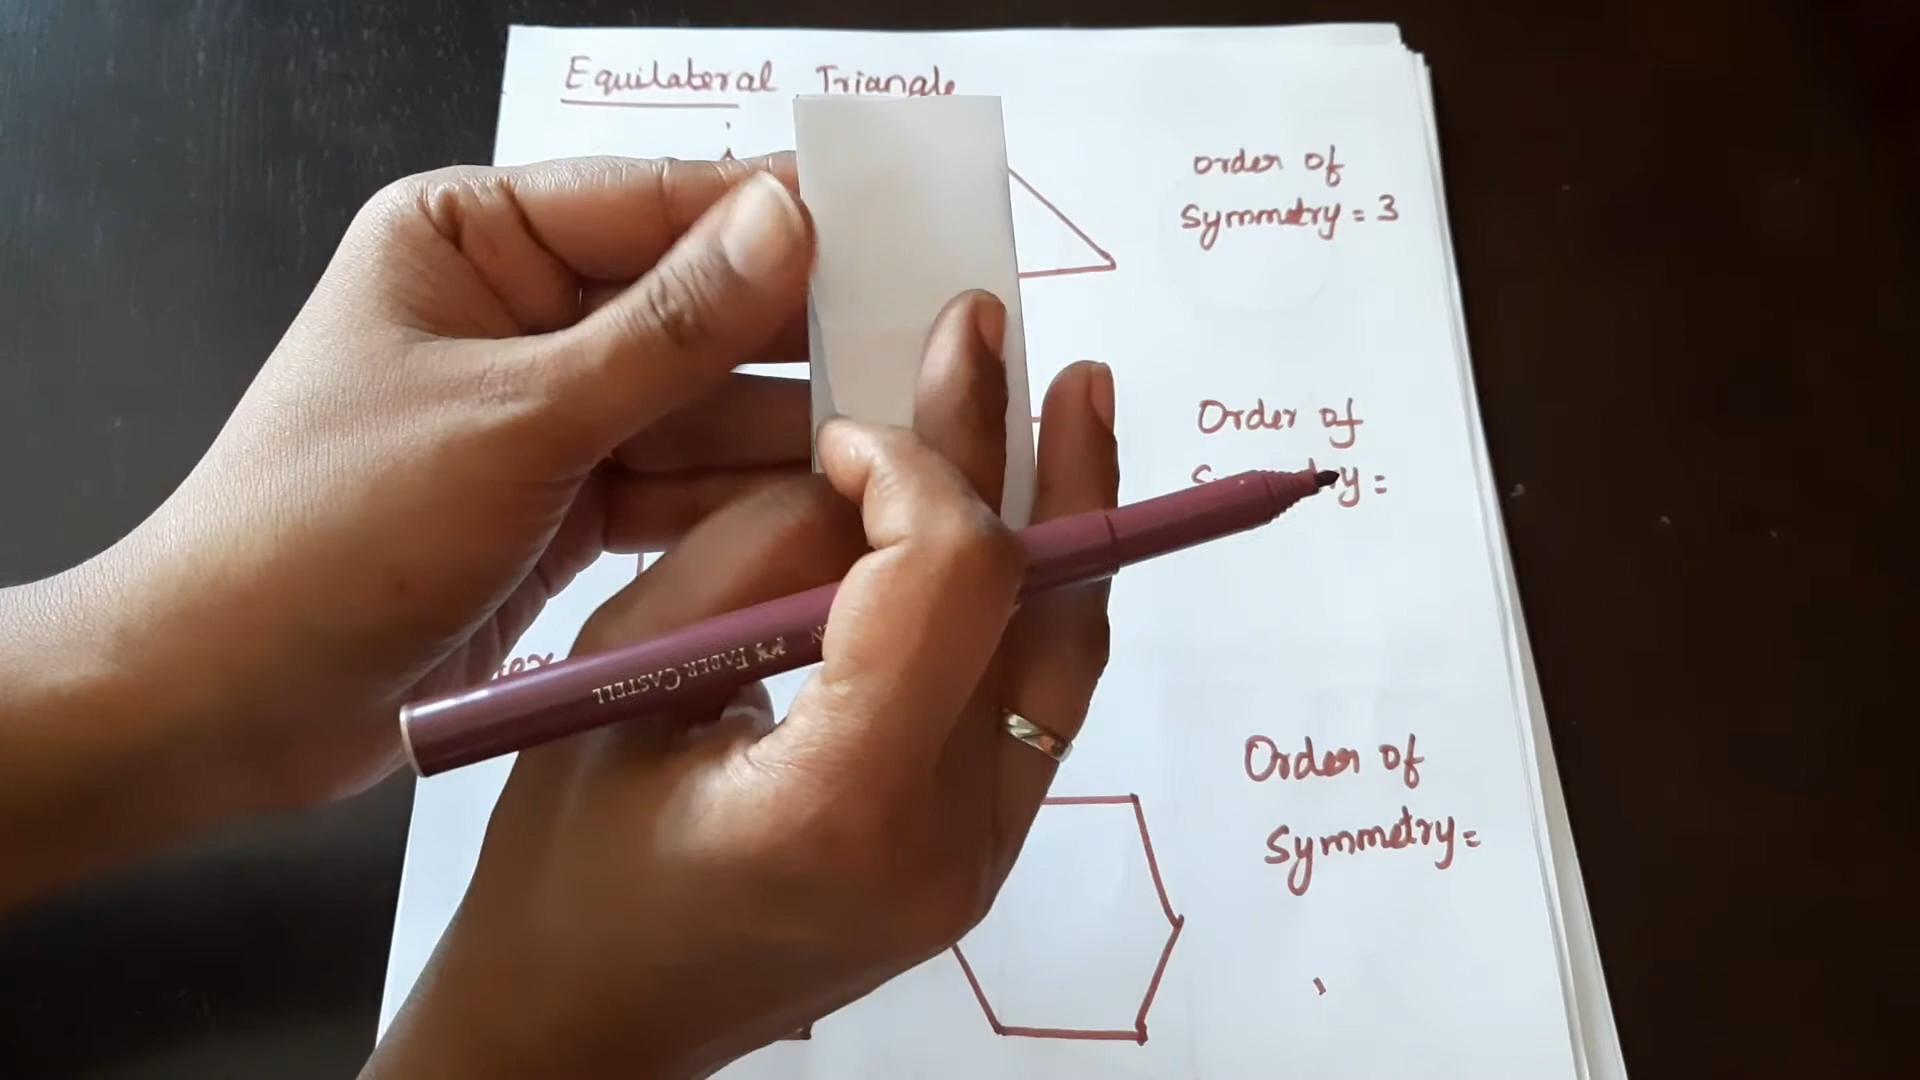 Equilateral Triangle
Order of
Symmetry = 3
Order of
Order of
Symmetry =
FABER CASTELL